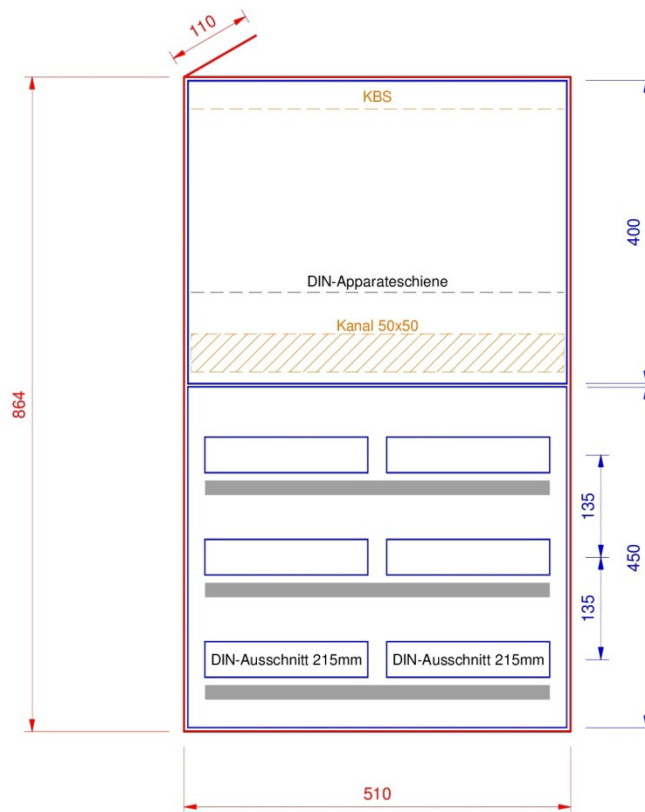 110
KBS
400
DIN-Apparateschiene
Kanal 50x50
864
135
450
135
DIN-Ausschnitt 215mm DIN-Ausschnitt 215mm
510